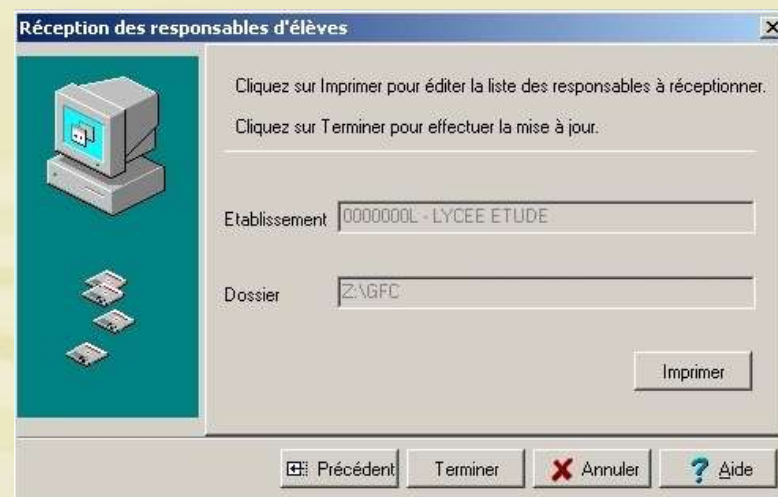 Réception des responsables d'élèves
Cliquez sur Imprimer pour éditer la liste des responsables à réceptionner.
Cliquez sur Terminer pour effectuer la mise à jour.
Etablissement 0000000L - LYCEE ETUDE
Dossier Z:\GFC
Imprimer
Précédent Terminer Annuler ? Aide